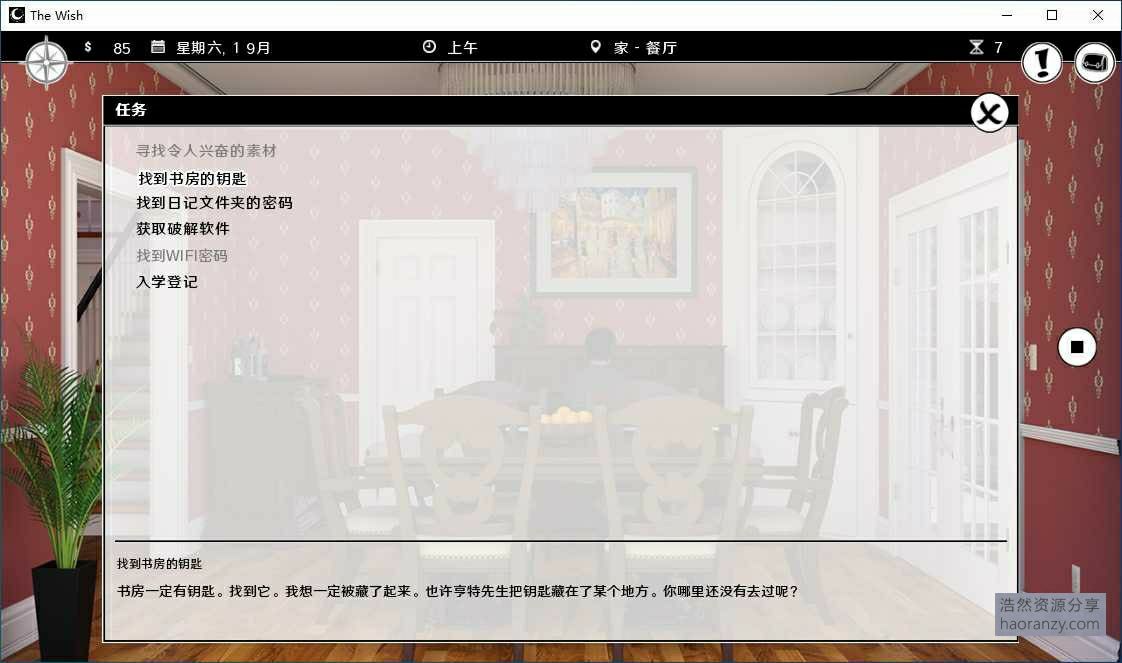 The Wish
$ 85 星期六, 19月 上午 家 - 餐厅 7
任务
寻找令人兴奋的素材
找到书房的钥匙
找到日记文件夹的密码
获取破解软件
找到WIFI密码
入学登记
找到书房的钥匙
书房一定有钥匙。找到它。我想一定被藏了起来。也许亨特先生把钥匙藏在了某个地方。你哪里还没有去过呢?
浩然资源分享
haoranzy.com